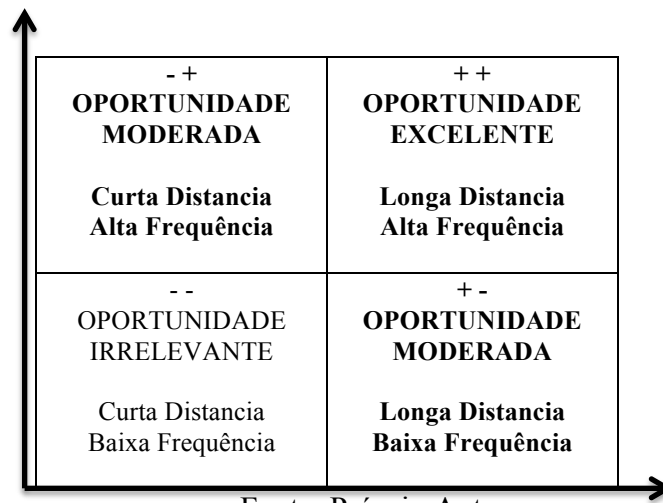 - +
OPORTUNIDADE
MODERADA
Curta Distancia
Alta Frequência
+ +
OPORTUNIDADE
EXCELENTE
Longa Distancia
Alta Frequência
- -
OPORTUNIDADE
IRRELEVANTE
Curta Distancia
Baixa Frequência
+ -
OPORTUNIDADE
MODERADA
Longa Distancia
Baixa Frequência